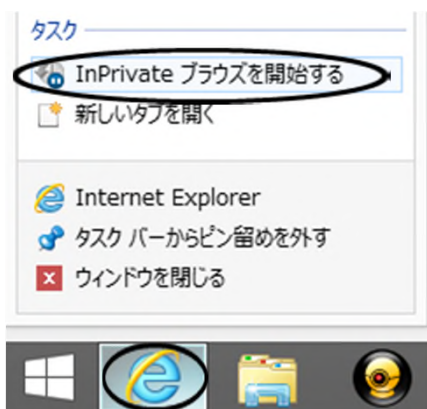 タスク
InPrivate ブラウズを開始する
新しいタブを開く
Internet Explorer
タスク バーからピン留めを外す
ウィンドウを閉じる